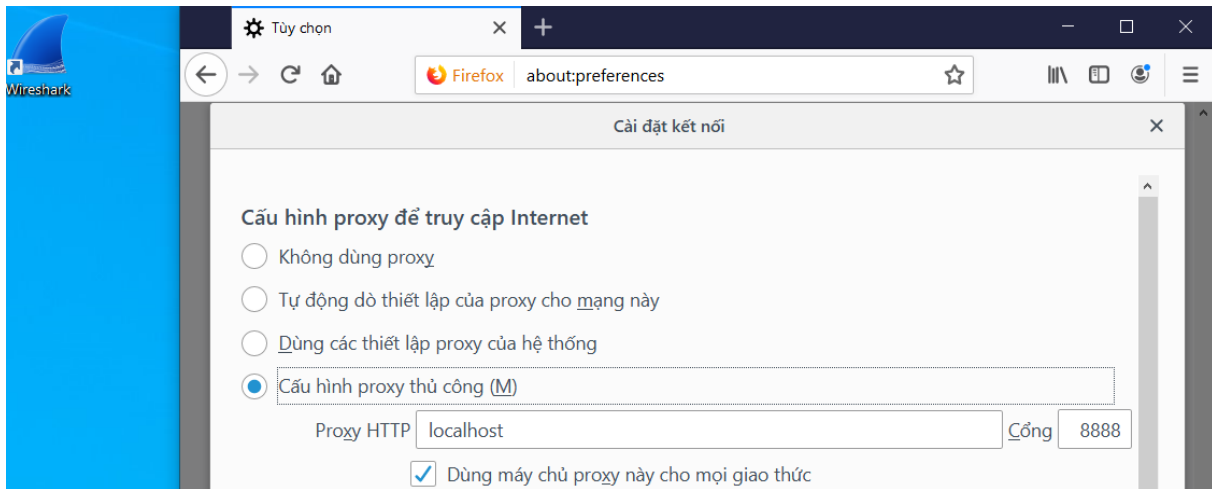 Tùy chọn
Wireshark
Firefox about:preferences
Cài đặt kết nối
Cấu hình proxy để truy cập Internet
Không dùng proxy
Tự động dò thiết lập của proxy cho mạng này
Dùng các thiết lập proxy của hệ thống
Cấu hình proxy thủ công (M)
Proxy HTTP localhost Cổng 8888
Dùng máy chủ proxy này cho mọi giao thức